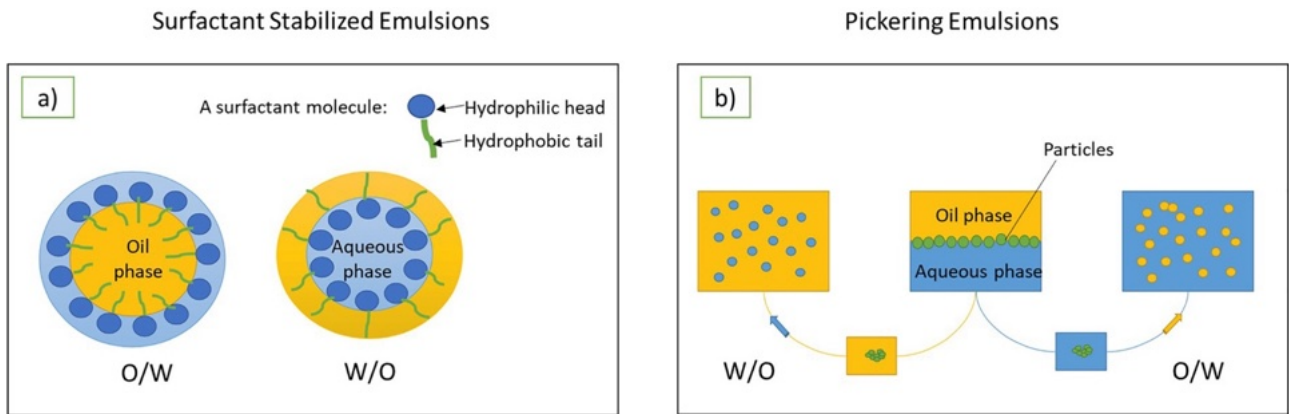 Surfactant Stabilized Emulsions
a)
A surfactant molecule:
Hydrophilic head
Hydrophobic tail
Oil
phase
Aqueous
phase
O/W
W/O
Pickering Emulsions
b)
Particles
Oil phase
Aqueous phase
W/O
O/W